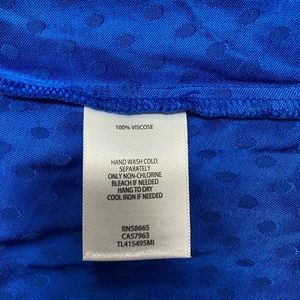 100% VISCOSE
HAND WASH COLD.
SEPARATELY
ONLY NON-CHLORINE
BLEACH IF NEEDED
HANG TO DRY
COOL IRON IF NEEDED
RN58665
CA57963
TL415495MI